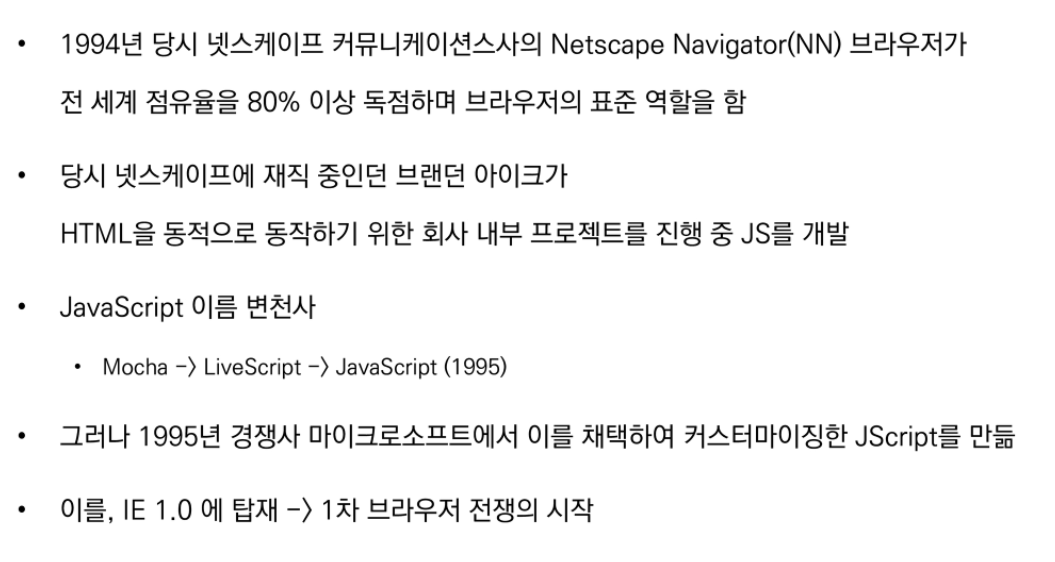 • 1994년 당시 넷스케이프 커뮤니케이션스사의 Netscape Navigator(NN) 브라우저가
전 세계 점유율을 80% 이상 독점하며 브라우저의 표준 역할을 함
• 당시 넷스케이프에 재직 중인던 브랜던 아이크가
HTML을 동적으로 동작하기 위한 회사 내부 프로젝트를 진행 중 JS를 개발
• JavaScript 이름 변천사
• Mocha -> LiveScript -> JavaScript (1995)
• 그러나 1995년 경쟁사 마이크로소프트에서 이를 채택하여 커스터마이징한 JScript를 만듦
• 이를, IE 1.0 에 탑재 -> 1차 브라우저 전쟁의 시작